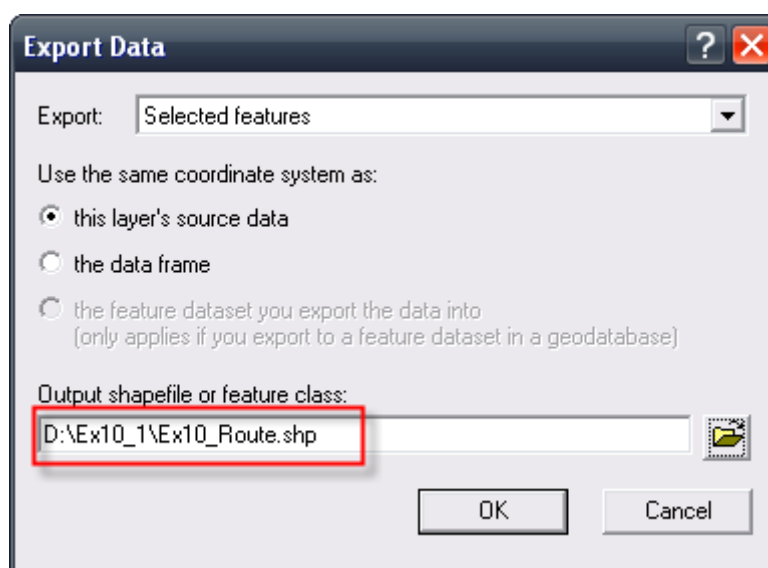 Export Data
Export: Selected features
Use the same coordinate system as:
this layer's source data
the data frame
the feature dataset you export the data into
(only applies if you export to a feature dataset in a geodatabase)
Output shapefile or feature class:
D:\Ex10_1\Ex10_Route.shp
OK Cancel